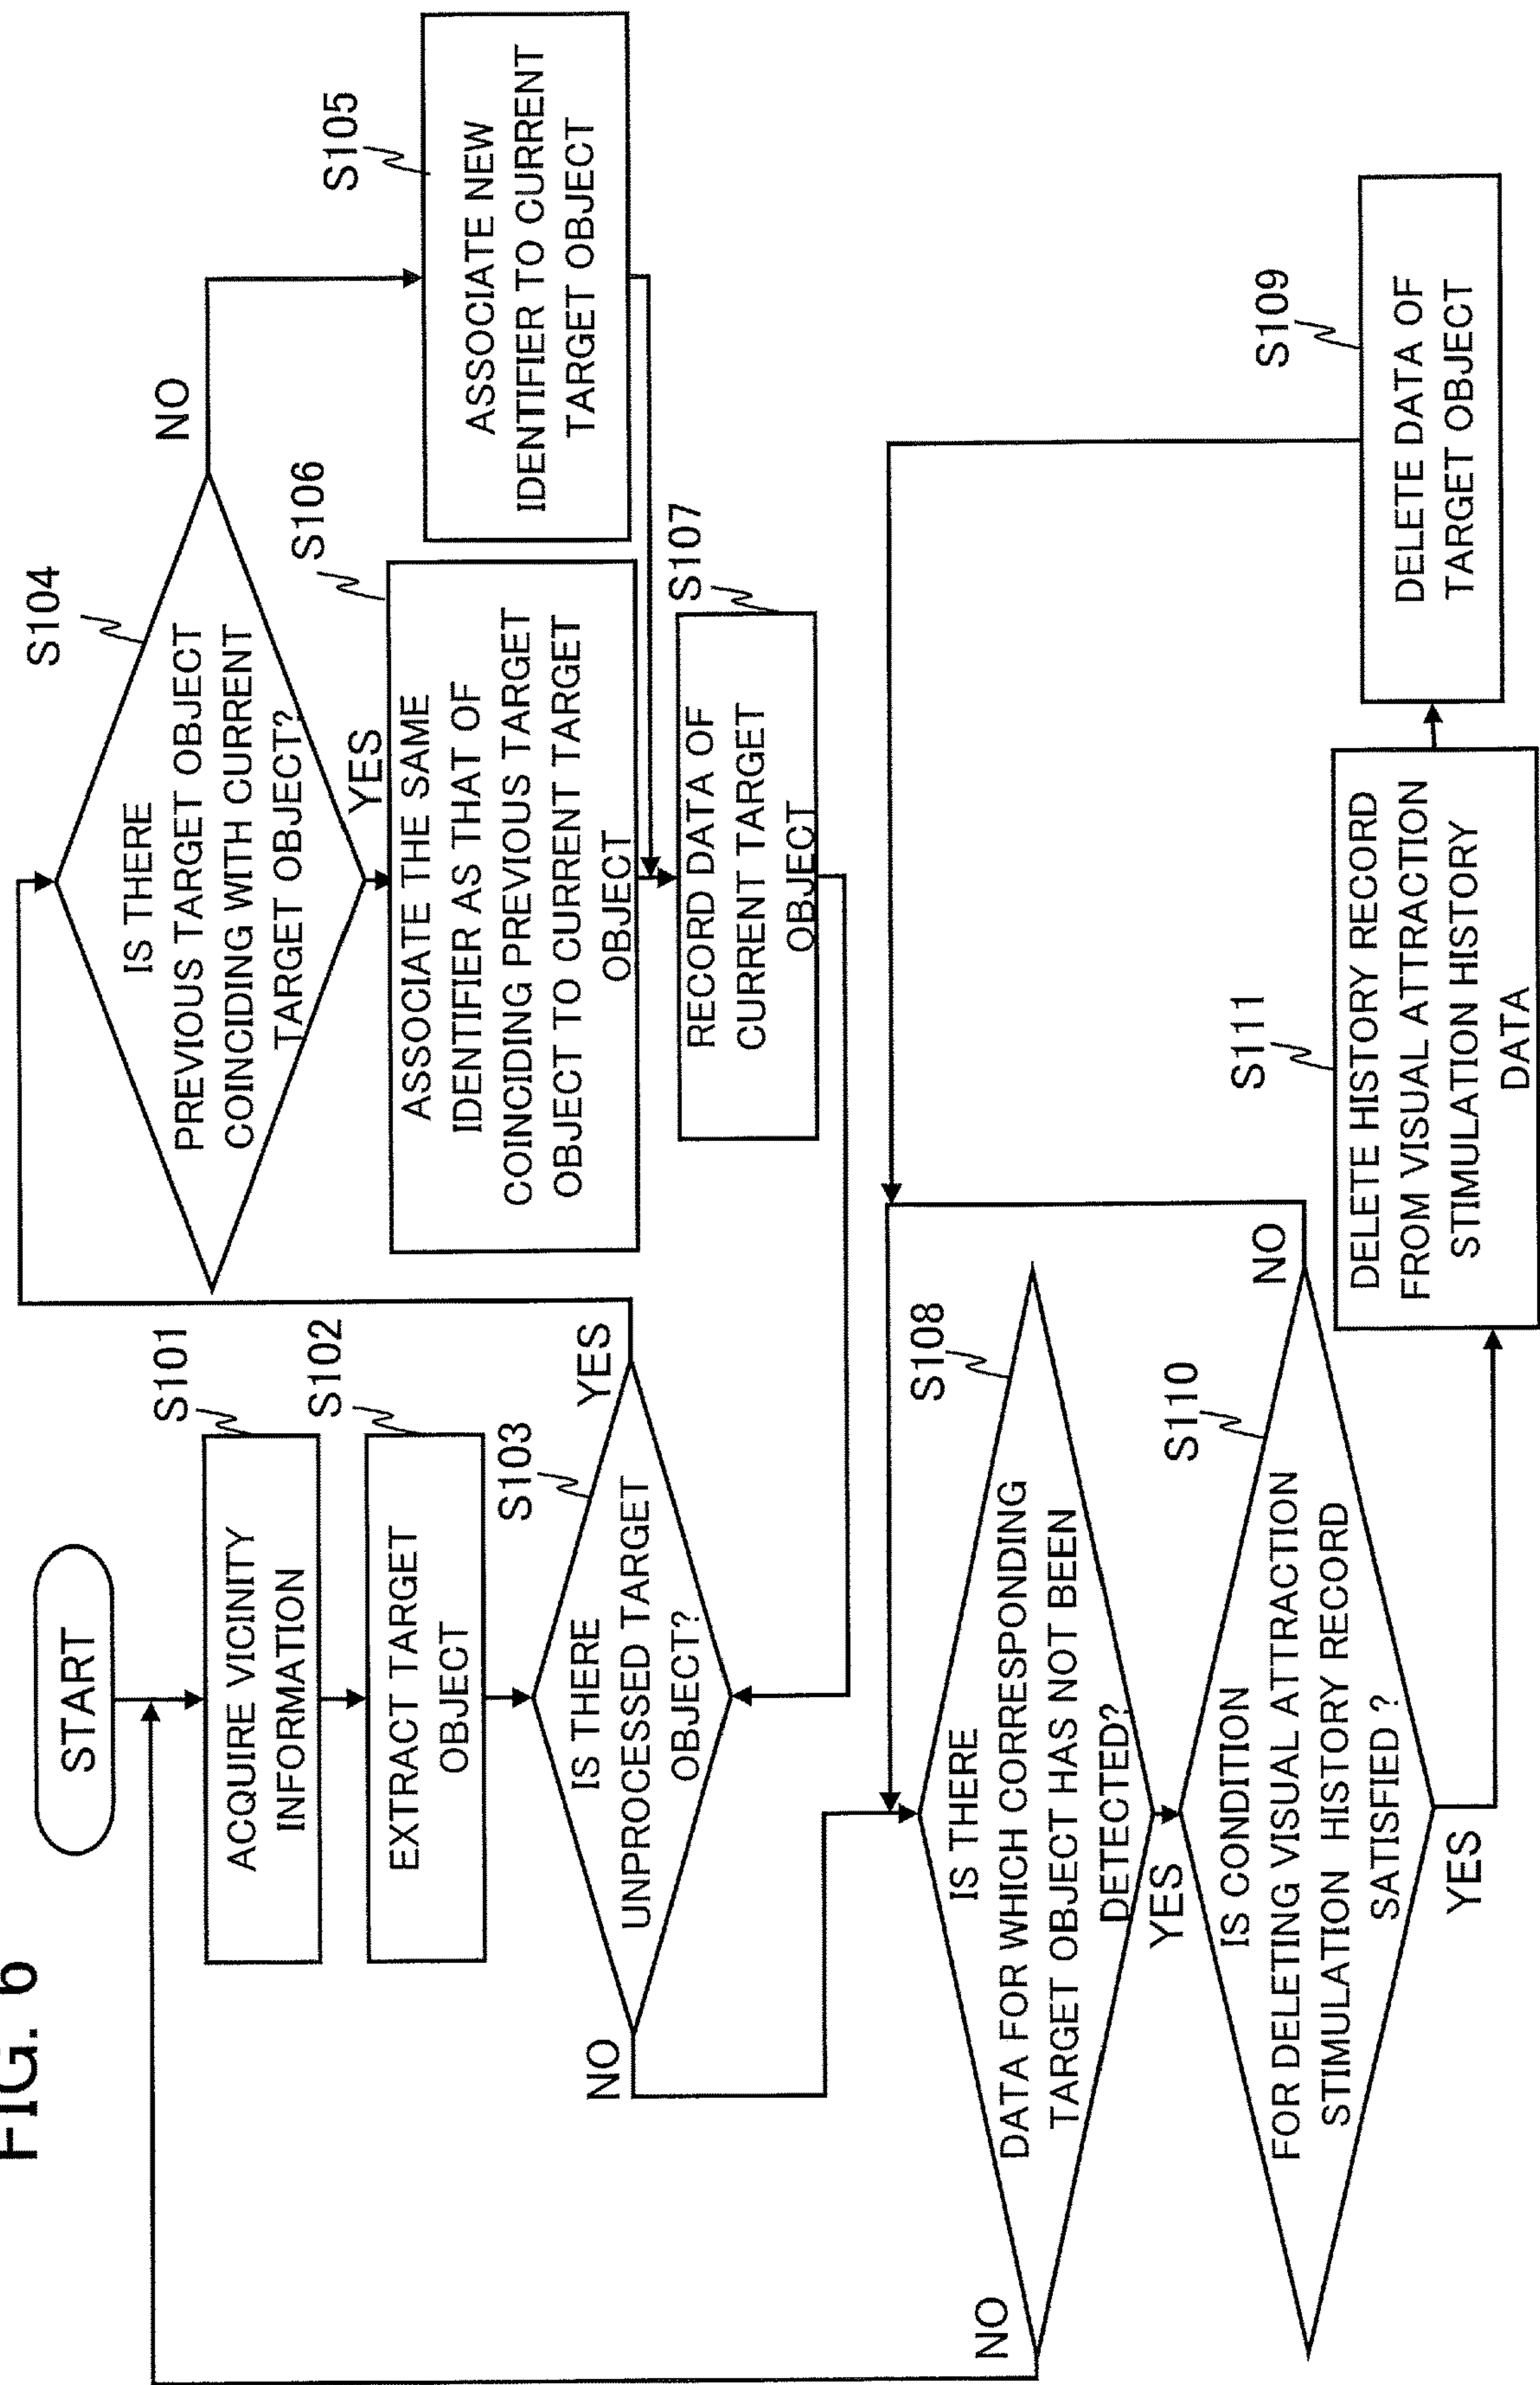 FIG. 6
START
S101
ACQUIRE VICINITY
INFORMATION
S102
EXTRACT TARGET
OBJECT
S103
IS THERE
UNPROCESSED TARGET
OBJECT?
YES
NO
S104
IS THERE
PREVIOUS TARGET OBJECT
COINCIDING WITH CURRENT
TARGET OBJECT?
NO
YES
S105
ASSOCIATE NEW
IDENTIFIER TO CURRENT
TARGET OBJECT
S106
ASSOCIATE THE SAME
IDENTIFIER AS THAT OF
COINCIDING PREVIOUS TARGET
OBJECT TO CURRENT TARGET
OBJECT
S107
RECORD DATA OF
CURRENT TARGET
OBJECT
S108
IS THERE
DATA FOR WHICH CORRESPONDING
TARGET OBJECT HAS NOT BEEN
DETECTED?
NO
YES
S110
IS CONDITION
FOR DELETING VISUAL ATTRACTION
STIMULATION HISTORY RECORD
SATISFIED ?
NO
YES
S111
DELETE HISTORY RECORD
FROM VISUAL ATTRACTION
STIMULATION HISTORY
DATA
S109
DELETE DATA OF
TARGET OBJECT